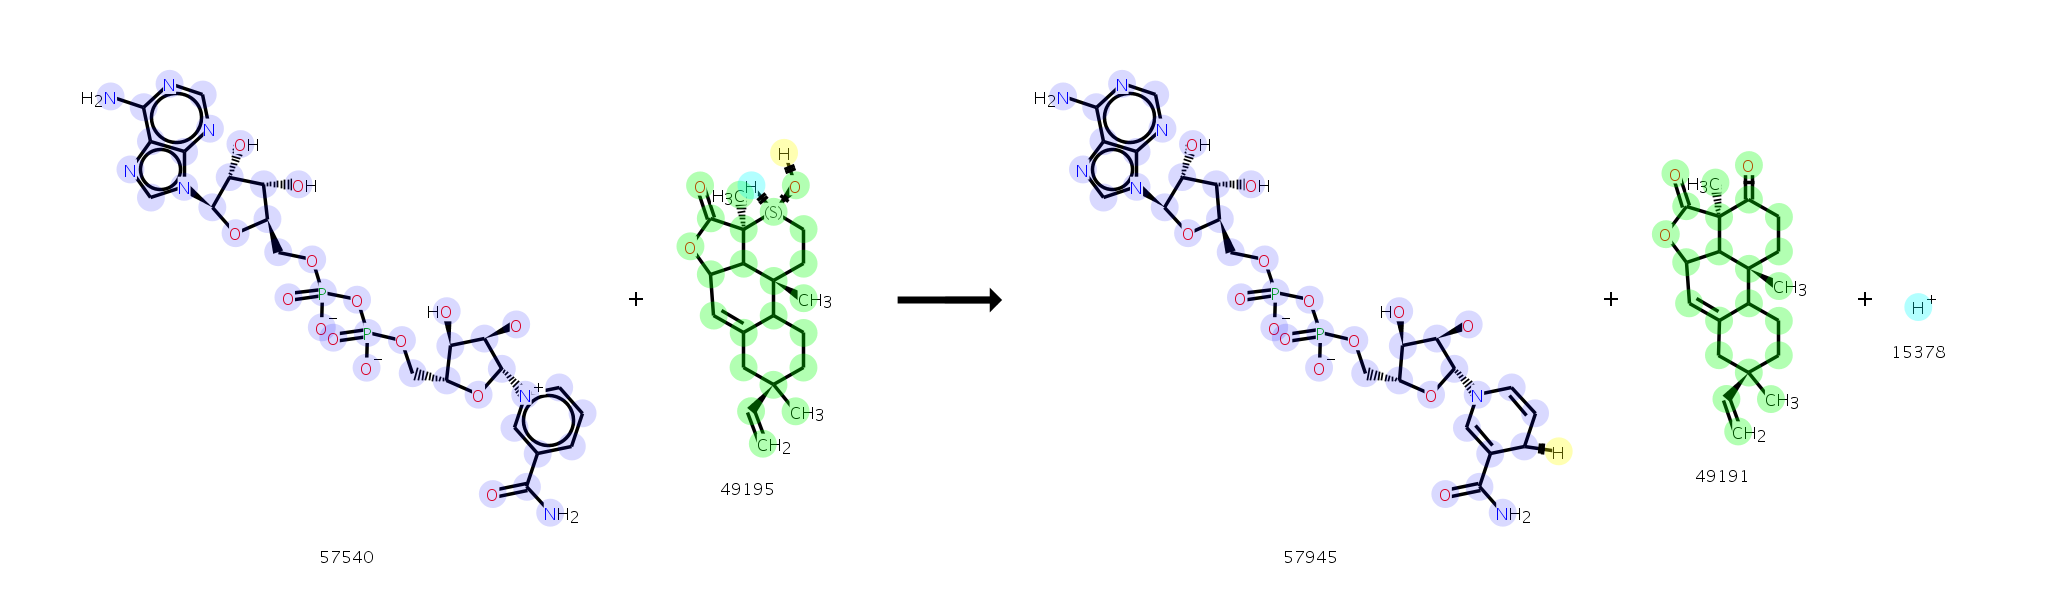 N
H2N
N
OH
N
N
OH
O
O
O
P
O
O−
O
P
O
O−
HO
O
O
N+
O
NH2
57540
+
H
O
H
O
H3C
(S)
O
CH3
CH3
CH2
49195
N
H2N
N
OH
N
N
OH
O
O
O
P
O
O−
O
P
O
O−
HO
O
O
N
H
O
NH2
57945
+
O
O
H3C
O
CH3
CH3
CH2
49191
+
H+
15378